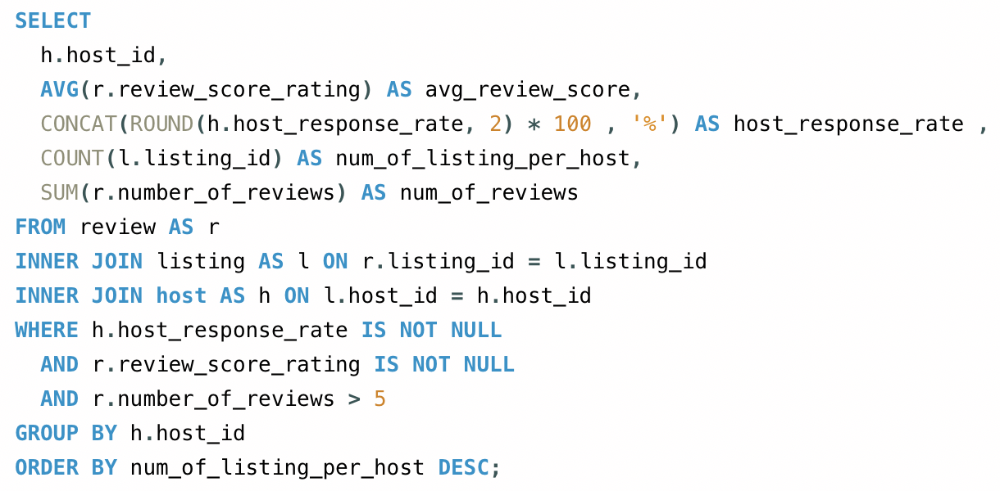 SELECT
  h.host_id,
  AVG(r.review_score_rating) AS avg_review_score,
  CONCAT(ROUND(h.host_response_rate, 2) * 100 , '%') AS host_response_rate ,
  COUNT(l.listing_id) AS num_of_listing_per_host,
  SUM(r.number_of_reviews) AS num_of_reviews
FROM review AS r
INNER JOIN listing AS l ON r.listing_id = l.listing_id
INNER JOIN host AS h ON l.host_id = h.host_id
WHERE h.host_response_rate IS NOT NULL
  AND r.review_score_rating IS NOT NULL
  AND r.number_of_reviews > 5
GROUP BY h.host_id
ORDER BY num_of_listing_per_host DESC;